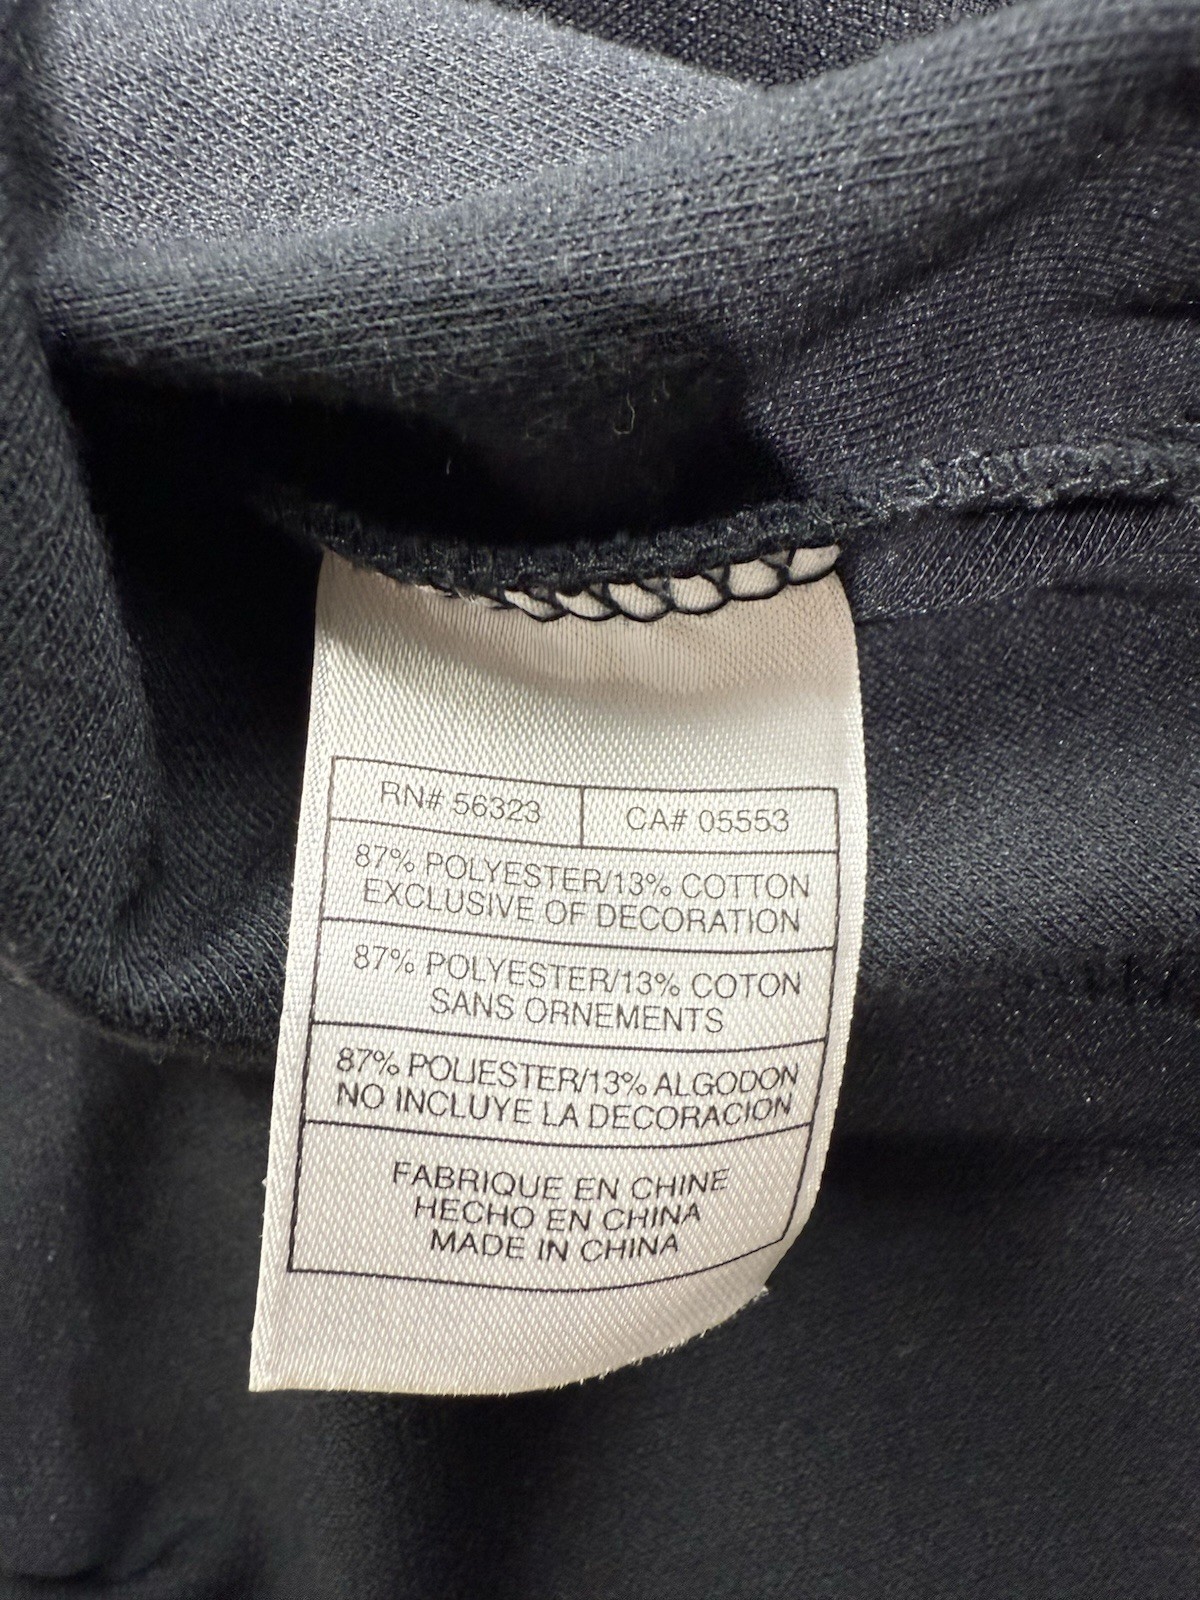 RN# 56323 CA# 05553
87% POLYESTER/13% COTTON
EXCLUSIVE OF DECORATION
87% POLYESTER/13% COTON
SANS ORNEMENTS
87% POLIESTER/13% ALGODON
NO INCLUYE LA DECORACION
FABRIQUE EN CHINE
HECHO EN CHINA
MADE IN CHINA